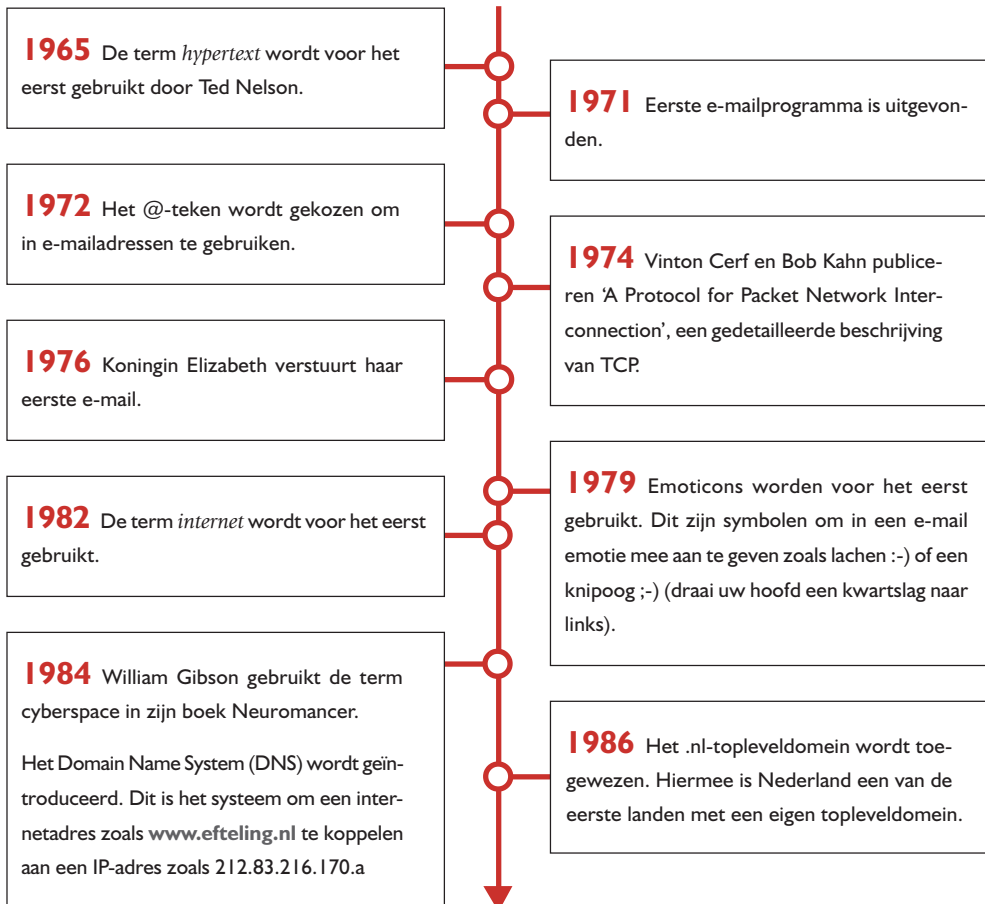 1965 De term hypertext wordt voor het
eerst gebruikt door Ted Nelson.
1971 Eerste e-mailprogramma is uitgevon-
den.
1972 Het @-teken wordt gekozen om
in e-mailadressen te gebruiken.
1974 Vinton Cerf en Bob Kahn publice-
ren ‘A Protocol for Packet Network Inter-
connection’, een gedetailleerde beschrijving
van TCP.
1976 Koningin Elizabeth verstuurt haar
eerste e-mail.
1979 Emoticons worden voor het eerst
gebruikt. Dit zijn symbolen om in een e-mail
emotie mee aan te geven zoals lachen :-) of een
knipoog ;-) (draai uw hoofd een kwartslag naar
links).
1982 De term internet wordt voor het eerst
gebruikt.
1984 William Gibson gebruikt de term
cyberspace in zijn boek Neuromancer.
Het Domain Name System (DNS) wordt geïn-
troduceerd. Dit is het systeem om een inter-
netadres zoals www.efteling.nl te koppelen
aan een IP-adres zoals 212.83.216.170.a
1986 Het .nl-topleveldomein wordt toe-
gewezen. Hiermee is Nederland een van de
eerste landen met een eigen topleveldomein.